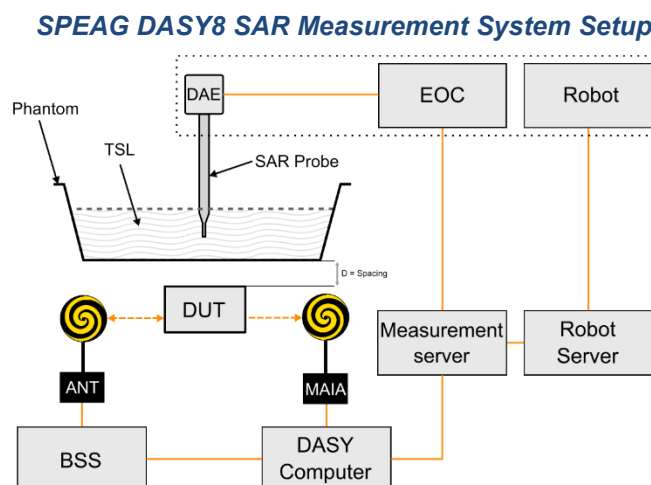 SPEAG DASY8 SAR Measurement System Setup
DAE
EOC
Robot
Phantom
TSL
SAR Probe
D = Spacing
DUT
Measurement
server
Robot
Server
ANT
MAIA
BSS
DASY
Computer